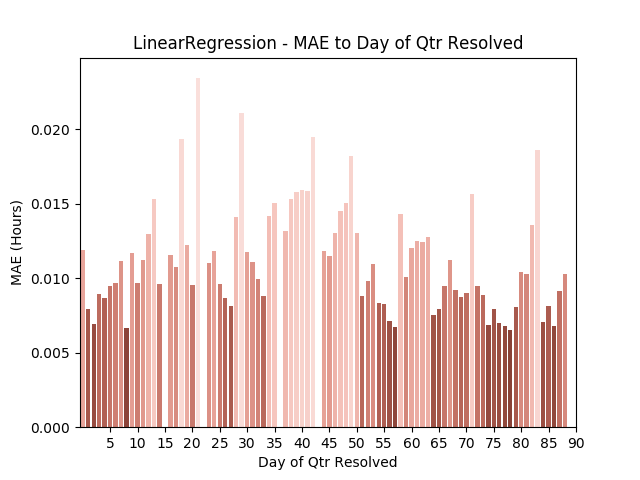 LinearRegression - MAE to Day of Qtr Resolved
MAE (Hours)
0.020
0.015
0.010
0.005
0.000
5 10 15 20 25 30 35 40 45 50 55 60 65 70 75 80 85 90
Day of Qtr Resolved